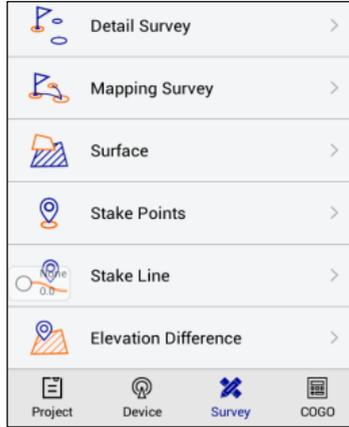 Detail Survey
Mapping Survey
Surface
Stake Points
None
Stake Line
0.0
Elevation Difference
Project Device Survey COGO